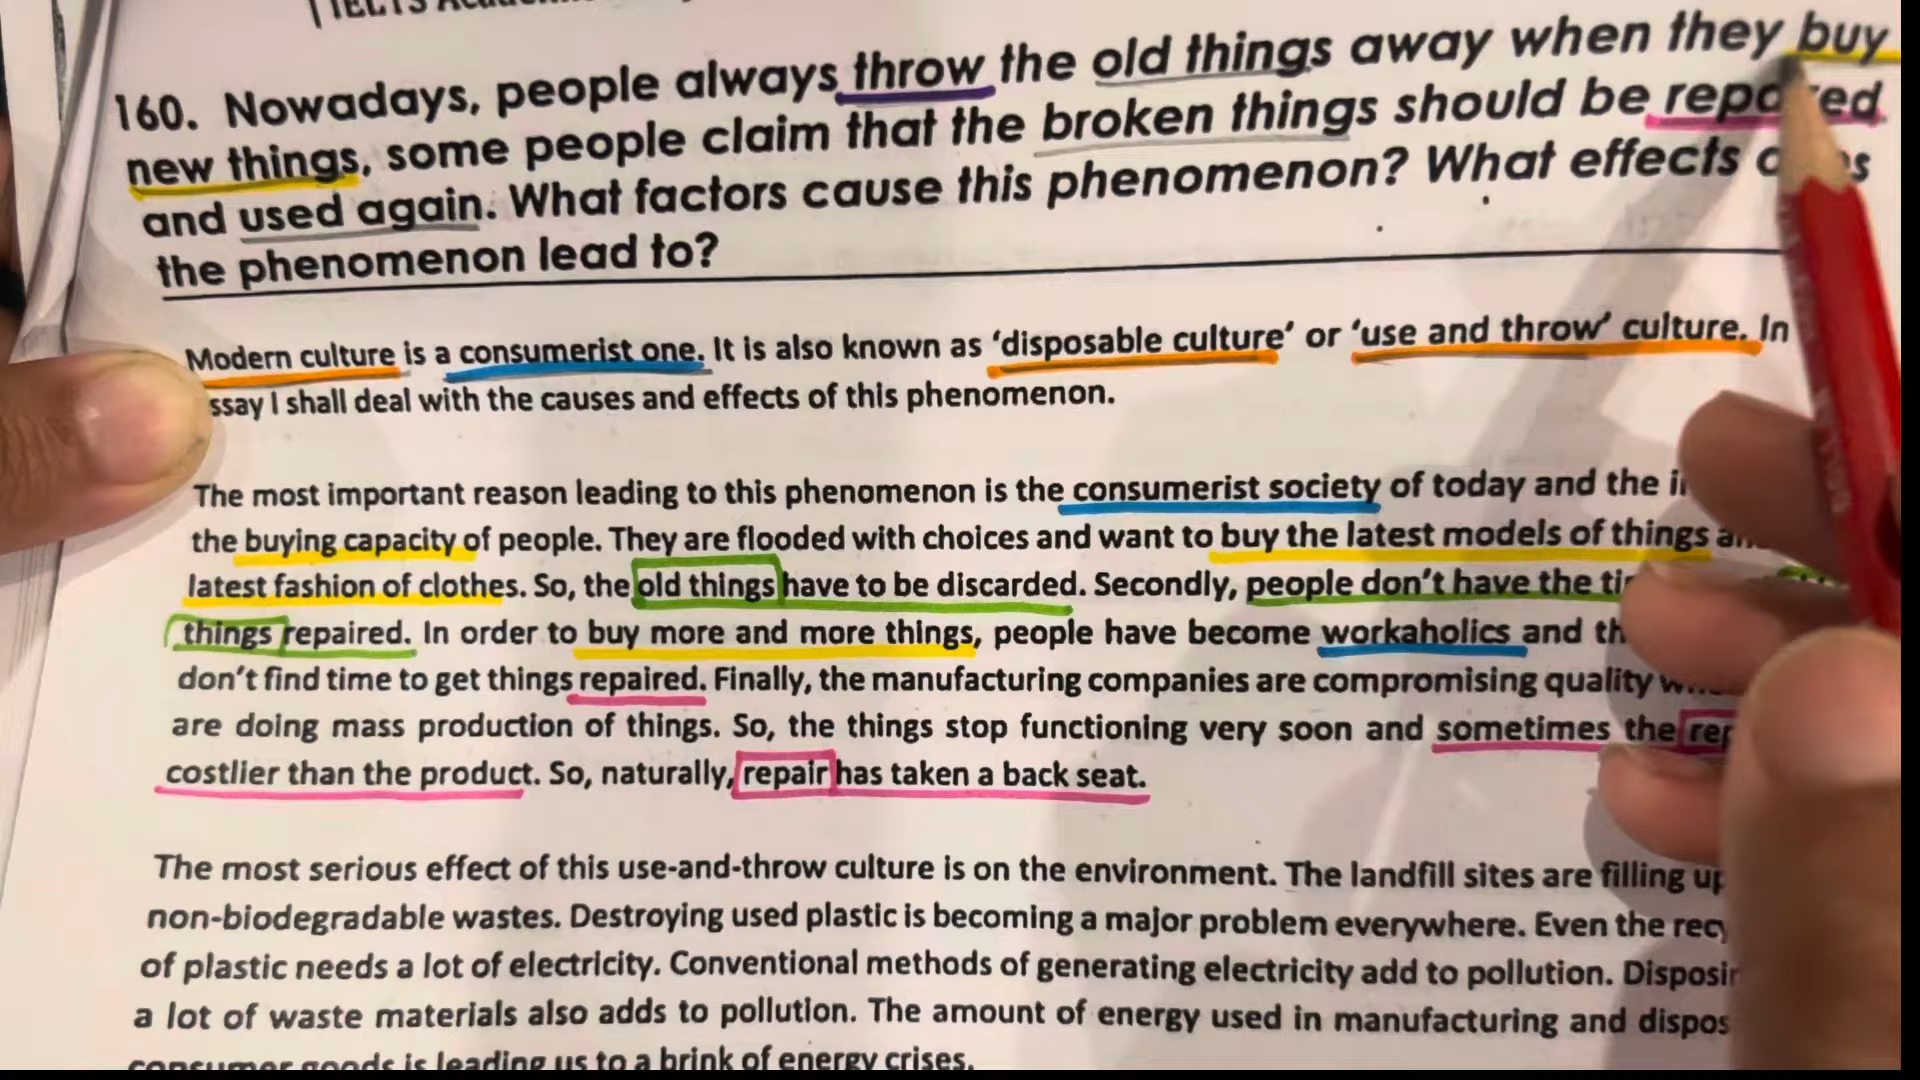 IELTS
160. Nowadays, people always throw the old things away when they buy
new things, some people claim that the broken things should be
and used again. What factors cause this phenomenon? What effects
the phenomenon lead to?
Modern culture is a consumerist one. It is also known as 'disposable culture' or 'use and throw' culture. In
I shall deal with the causes and effects of this phenomenon.
The most important reason leading to this phenomenon is the consumerist society of today and the
the buying capacity of people. They are flooded with choices and want to buy the latest models of things
latest fashion of clothes. So, the old things have to be discarded. Secondly, people don't have the
things repaired. In order to buy more and more things, people have become workaholics and
don't find time to get things repaired. Finally, the manufacturing companies are compromising quality
are doing mass production of things. So, the things stop functioning very soon and sometimes the
costlier than the product. So, naturally, repair has taken a back seat.
The most serious effect of this use-and-throw culture is on the environment. The landfill sites are filling
non-biodegradable wastes. Destroying used plastic is becoming a major problem everywhere. Even the
of plastic needs a lot of electricity. Conventional methods of generating electricity add to pollution.
a lot of waste materials also adds to pollution. The amount of energy used in manufacturing and
consumer goods is leading us to a brink of energy crises.